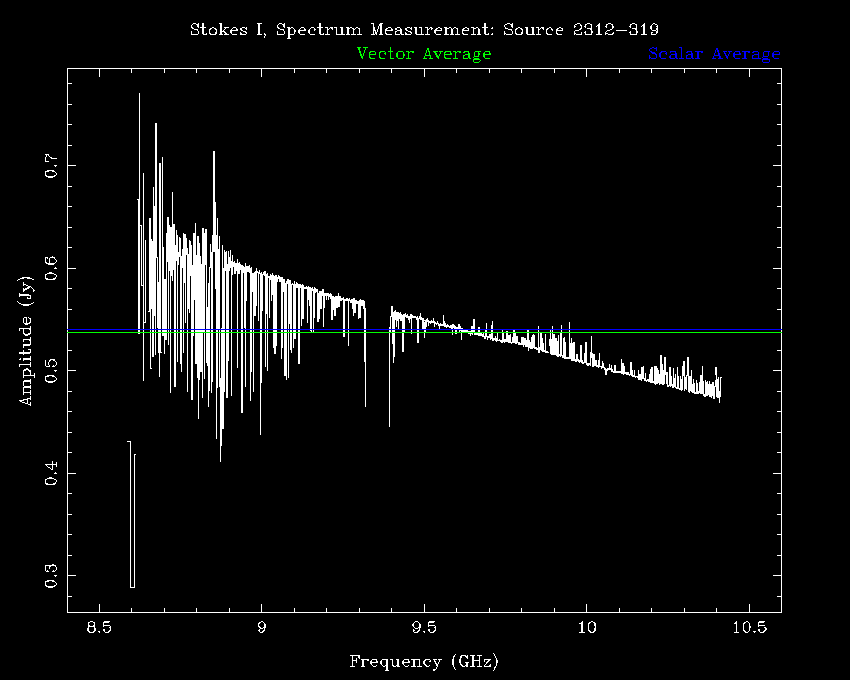 Stokes I, Spectrum Measurement: Source 2312−319
Vector Average Scalar Average
0.7
0.6
0.5
0.4
0.3
Amplitude (Jy)
8.5 9 9.5 10 10.5
Frequency (GHz)